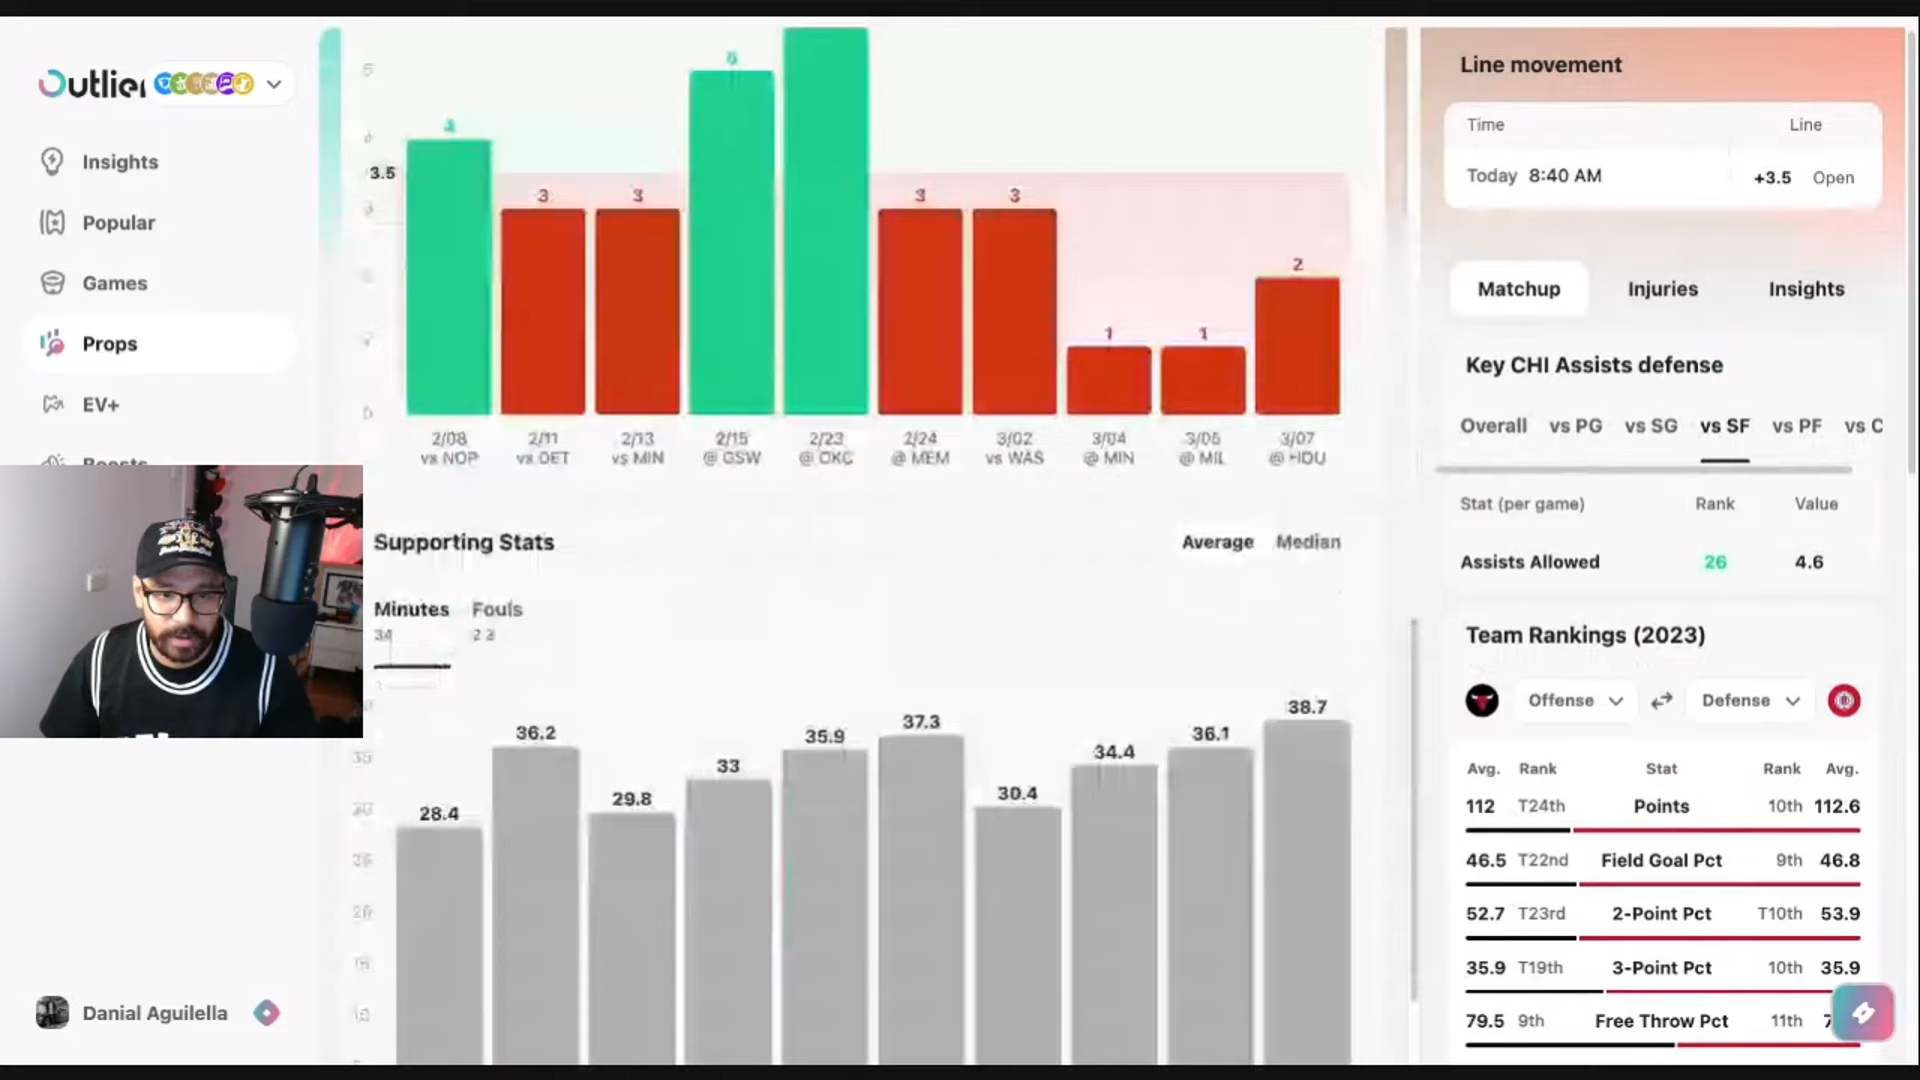 Outlier
Insights
Popular
Games
Props
EV+
Boosts
Danial Aguilella
4
3
3
3
3
1
1
2
3.5
2/08
vs NOP
2/11
vs DET
2/13
vs MIN
2/15
@ GSW
2/23
@ OKC
2/24
@ MEM
3/02
vs WAS
3/04
@ MIN
@ MIL
3/07
@ HOU
Supporting Stats
Average Median
Minutes Fouls
34
28.4
36.2
29.8
33
35.9
37.3
30.4
34.4
36.1
38.7
Line movement
Time Line
Today 8:40 AM +3.5 Open
Matchup Injuries Insights
Key CHI Assists defense
Overall vs PG vs SG vs SF vs PF vs C
Stat (per game) Rank Value
Assists Allowed 26 4.6
Team Rankings (2023)
Offense Defense
Avg. Rank Stat Rank Avg.
112 T24th Points 10th 112.6
46.5 T22nd Field Goal Pct 9th 46.8
52.7 T23rd 2-Point Pct T10th 53.9
35.9 T19th 3-Point Pct 10th 35.9
79.5 9th Free Throw Pct 11th